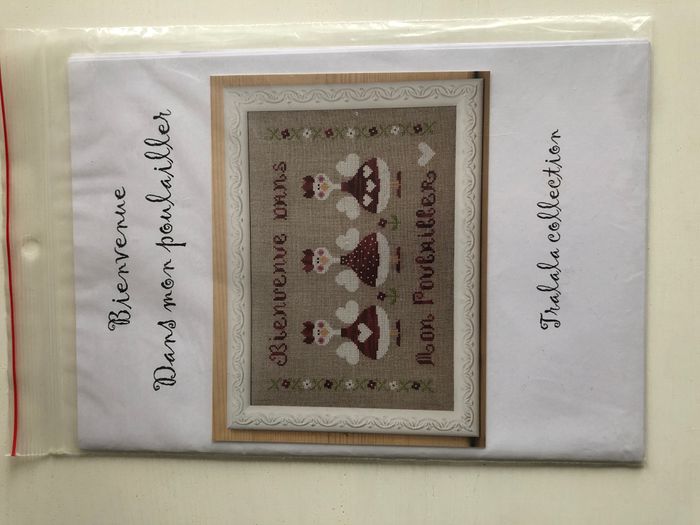 Bienvenue
Dans mon poulailler
Bienvenue dans
Mon Poulailler
Tralala collection